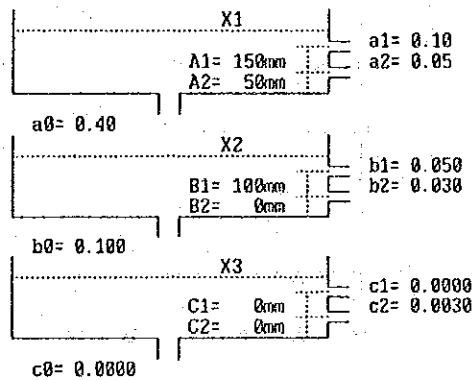 X1
a1= 0.10
A1= 150mm a2= 0.05
A2= 50mm
a0= 0.40
X2
b1= 0.050
B1= 100mm b2= 0.030
B2= 0mm
b0= 0.100
X3
c1= 0.0000
C1= 0mm c2= 0.0030
C2= 0mm
c0= 0.0000